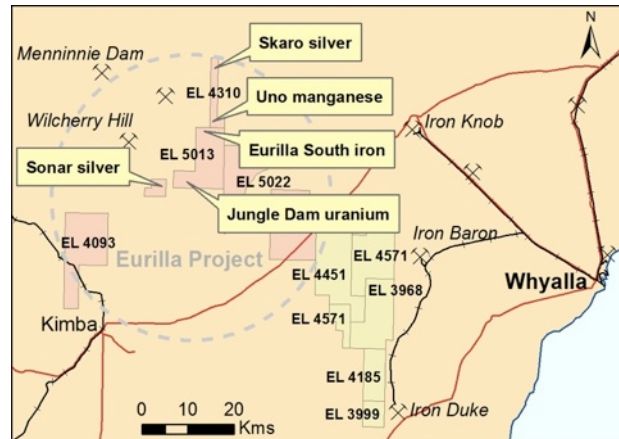 Skaro silver
N
Menninnie Dam
EL 4310
Uno manganese
Wilcherry Hill
Iron Knob
EL 5013
Eurilla South iron
Sonar silver
EL 5022
Jungle Dam uranium
EL 4093
Iron Baron
Eurilla Project
EL 4571
EL 4451
Whyalla
EL 3968
EL 4571
Kimba
EL 4185
0 10 20
Kms
EL 3999
Iron Duke